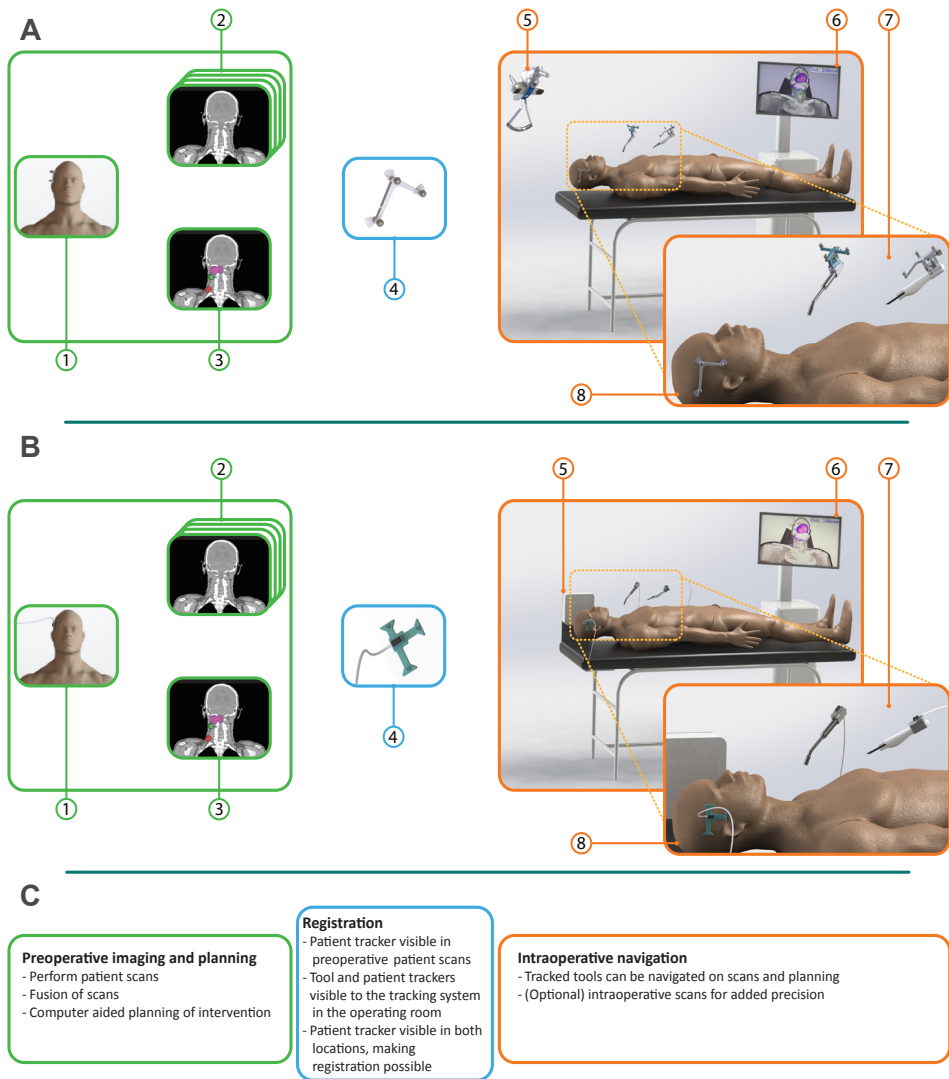 A
2
5
6
7
1
4
3
8
B
2
5
6
7
1
4
3
8
C
Preoperative imaging and planning
- Perform patient scans
- Fusion of scans
- Computer aided planning of intervention
Registration
- Patient tracker visible in
preoperative patient scans
- Tool and patient trackers
visible to the tracking system
in the operating room
- Patient tracker visible in both
locations, making
registration possible
Intraoperative navigation
- Tracked tools can be navigated on scans and planning
- (Optional) intraoperative scans for added precision